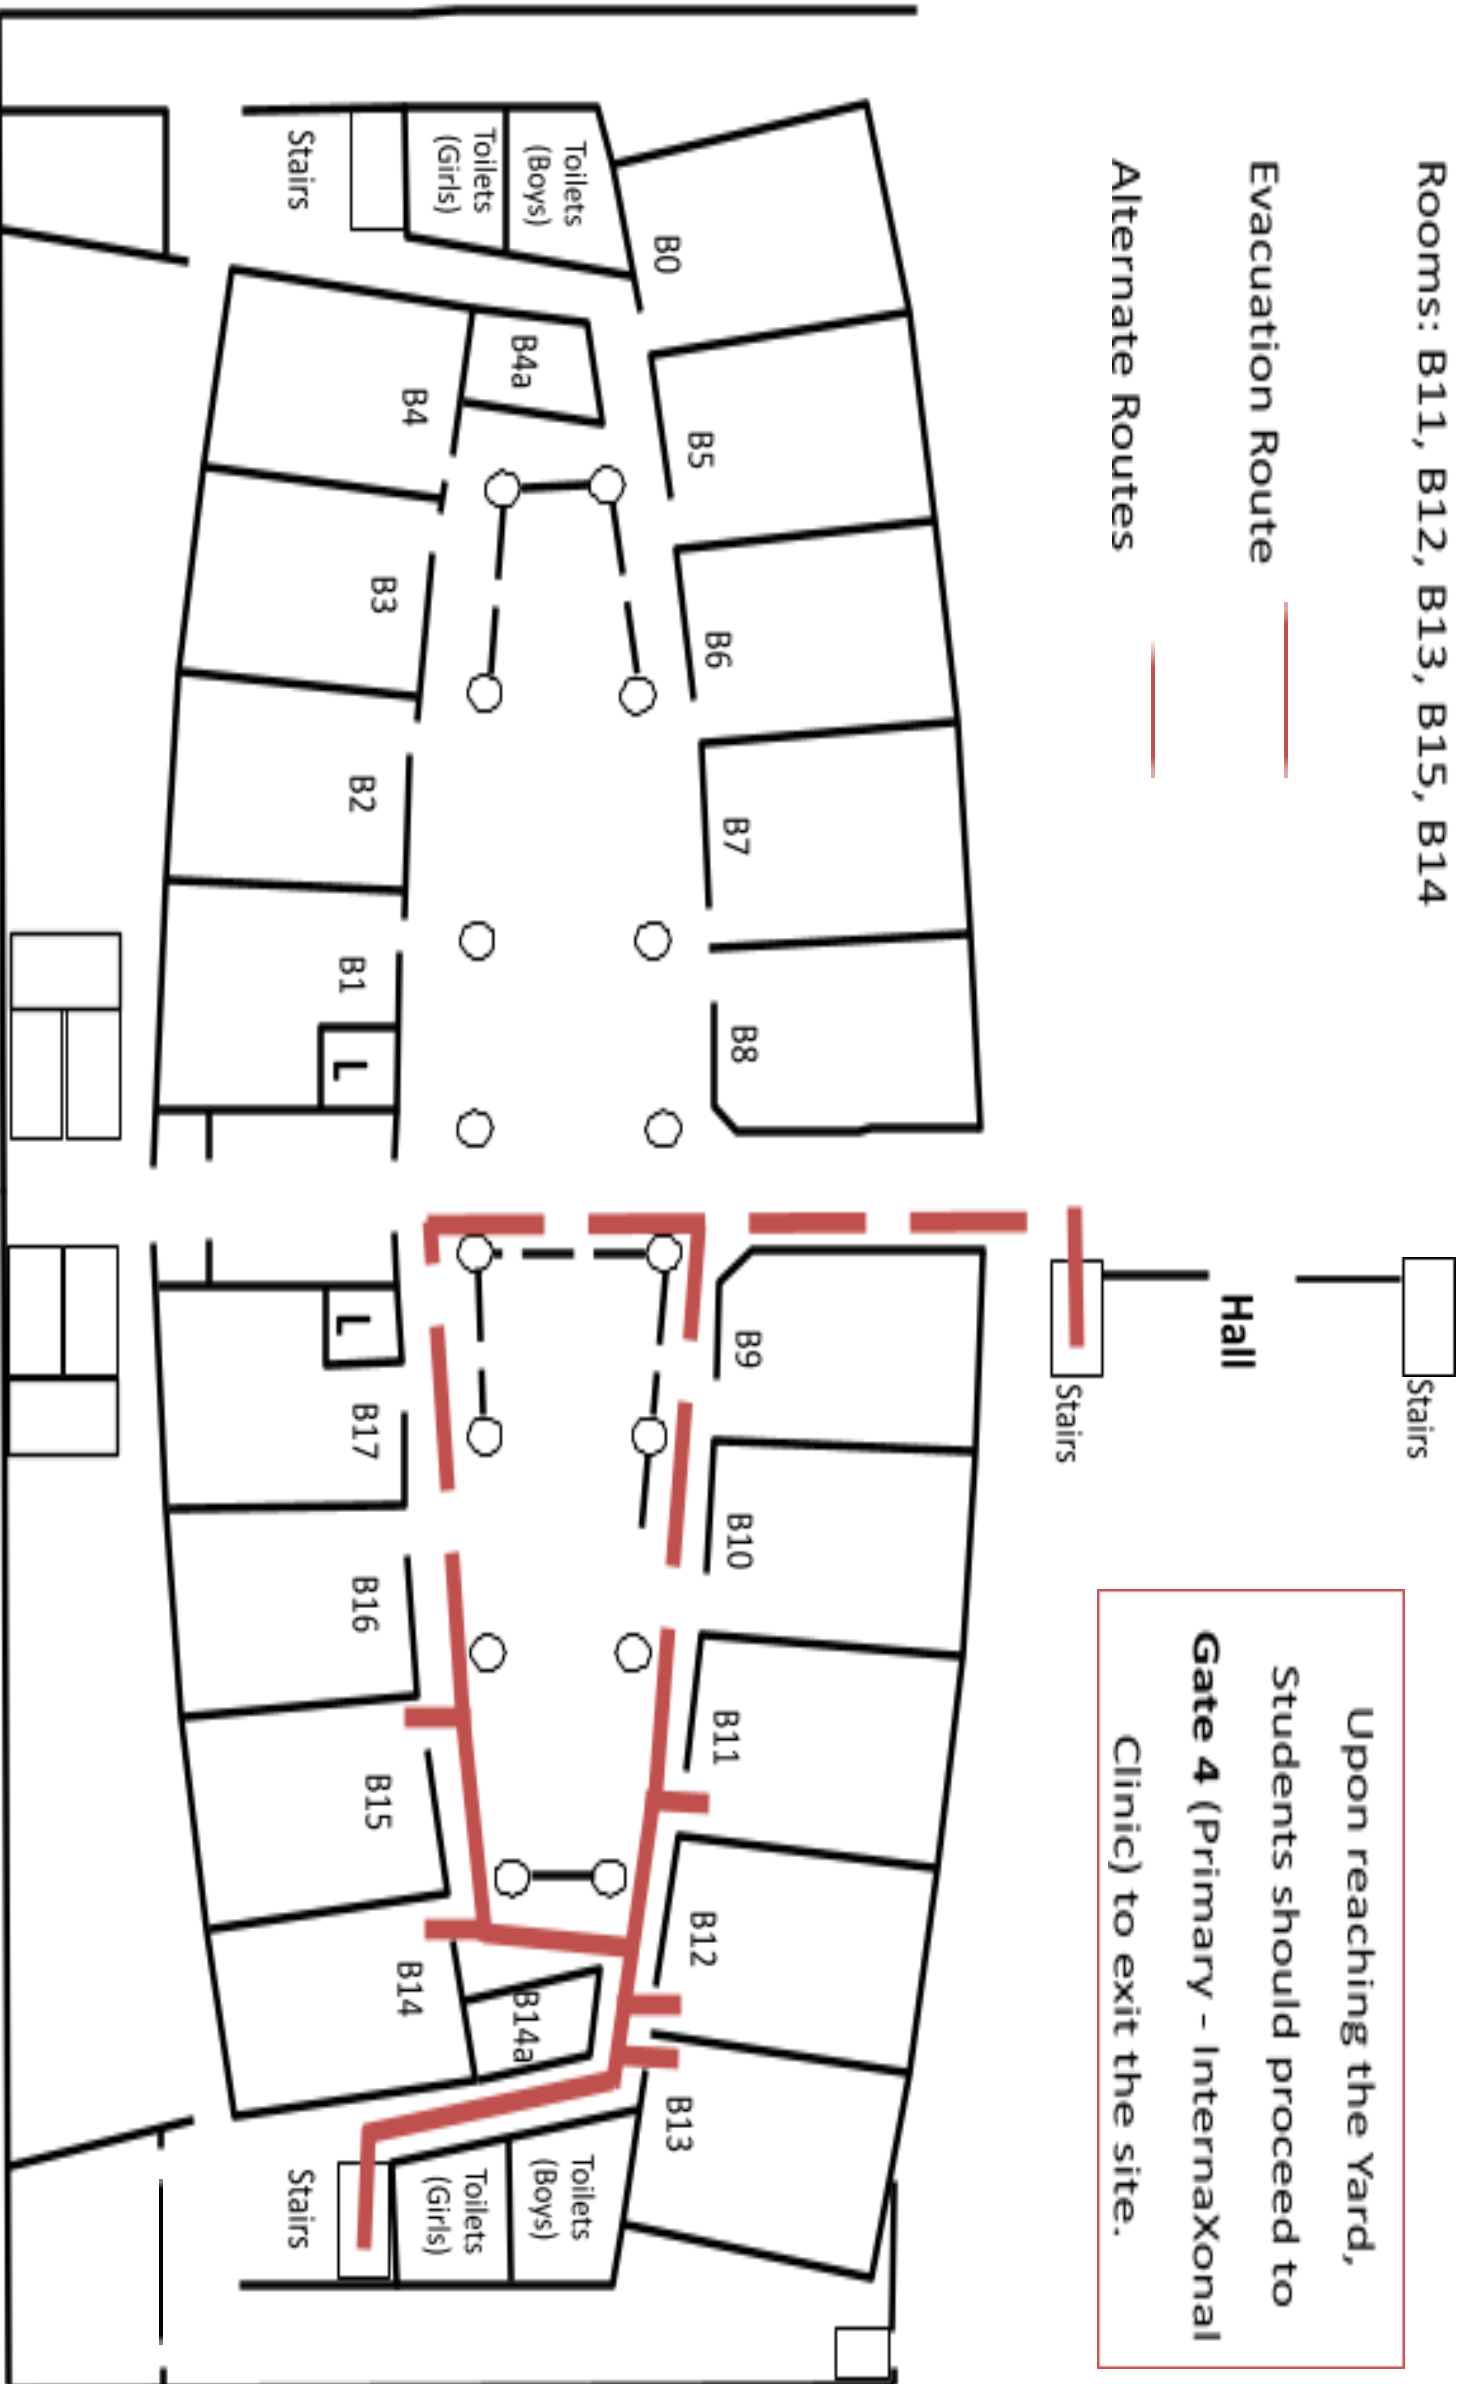 Rooms: B11, B12, B13, B15, B14
Evacuation Route
Alternate Routes
Stairs
Hall
Stairs
Upon reaching the Yard,
Students should proceed to
Gate 4 (Primary – InternaXonal
Clinic) to exit the site.
B0
B5
B6
B7
B8
B9
B10
B11
B12
B13
Toilets
(Boys)
Toilets
(Girls)
Stairs
B4a
B4
B3
B2
B1
L
L
B17
B16
B15
B14
B14a
Toilets
(Boys)
Toilets
(Girls)
Stairs